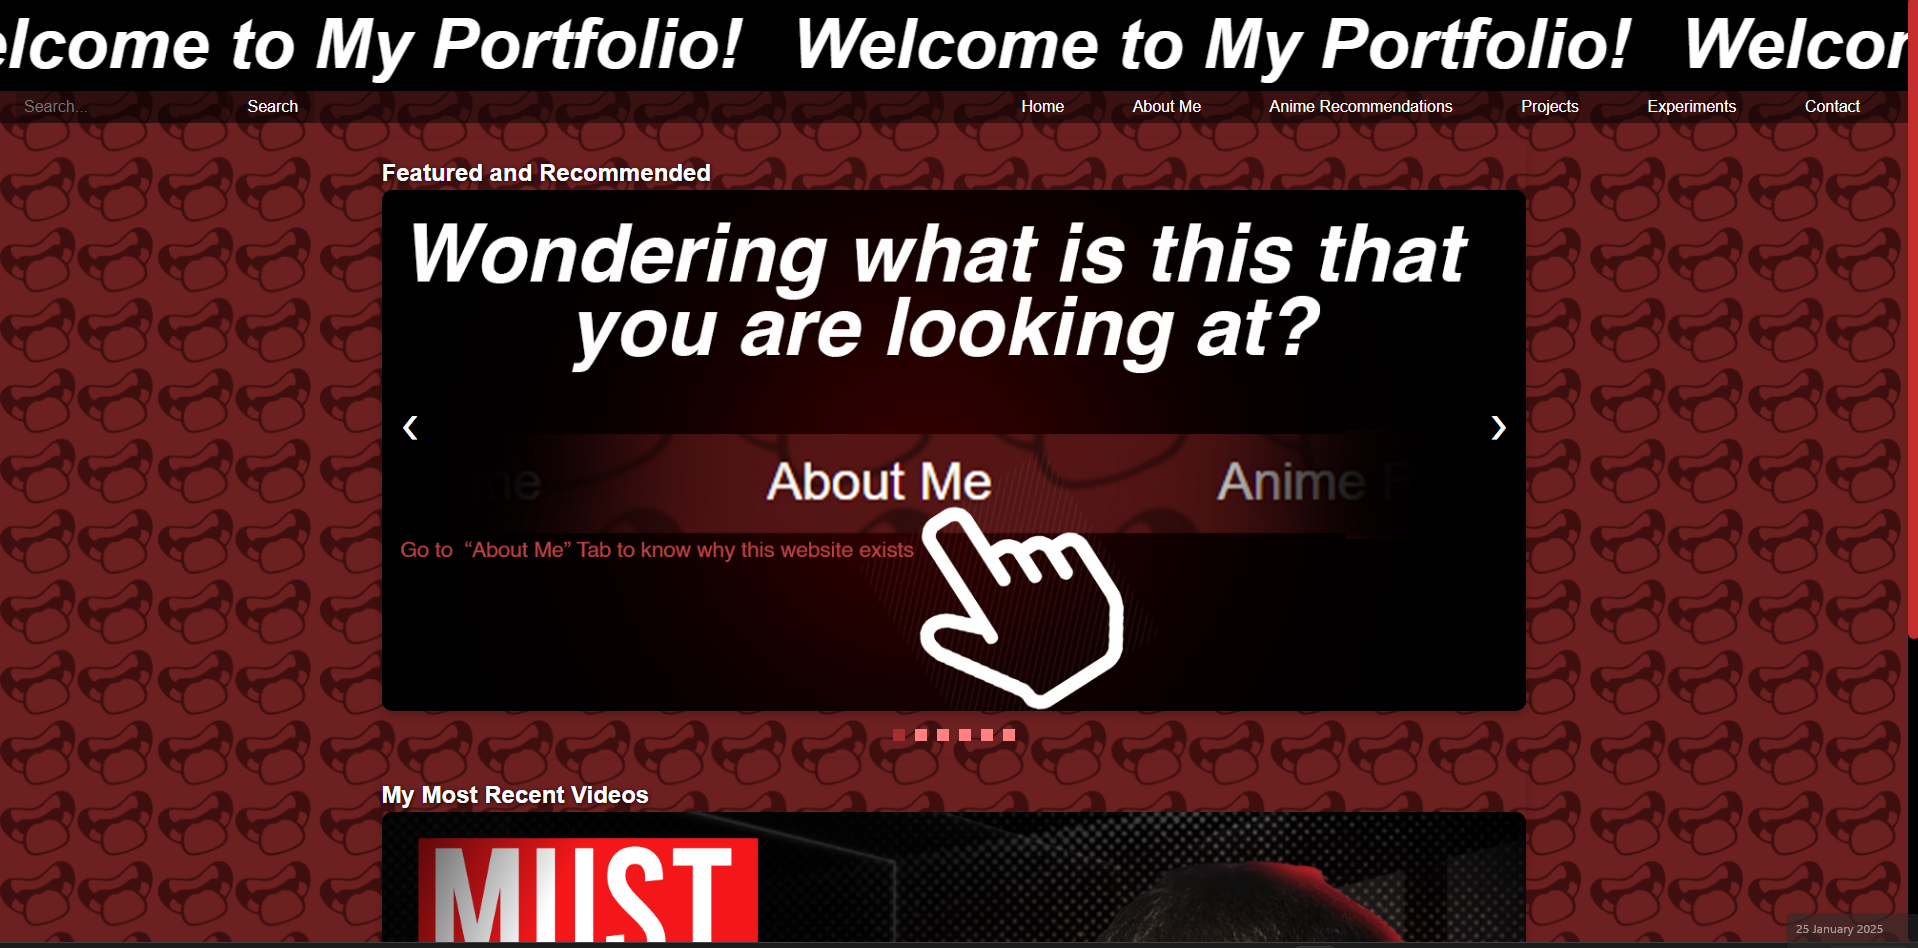 elcome to My Portfolio! Welcome to My Portfolio! Welcom
Search... Search Home About Me Anime Recommendations Projects Experiments Contact
Featured and Recommended
Wondering what is this that
you are looking at?
me About Me Anime R
Go to “About Me” Tab to know why this website exists
My Most Recent Videos
MUST
25 January 2025